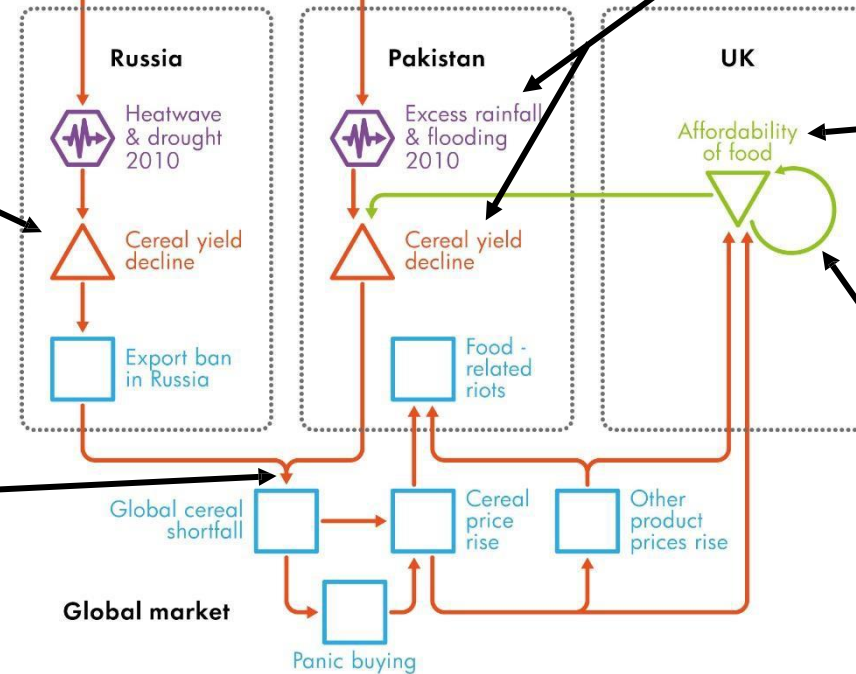 Russia
Pakistan
UK
Heatwave
& drought
2010
Excess rainfall
& flooding
2010
Affordability
of food
Cereal yield
decline
Cereal yield
decline
Export ban
in Russia
Food -
related
riots
Global cereal
shortfall
Cereal
price
rise
Other
product
prices rise
Global market
Panic buying